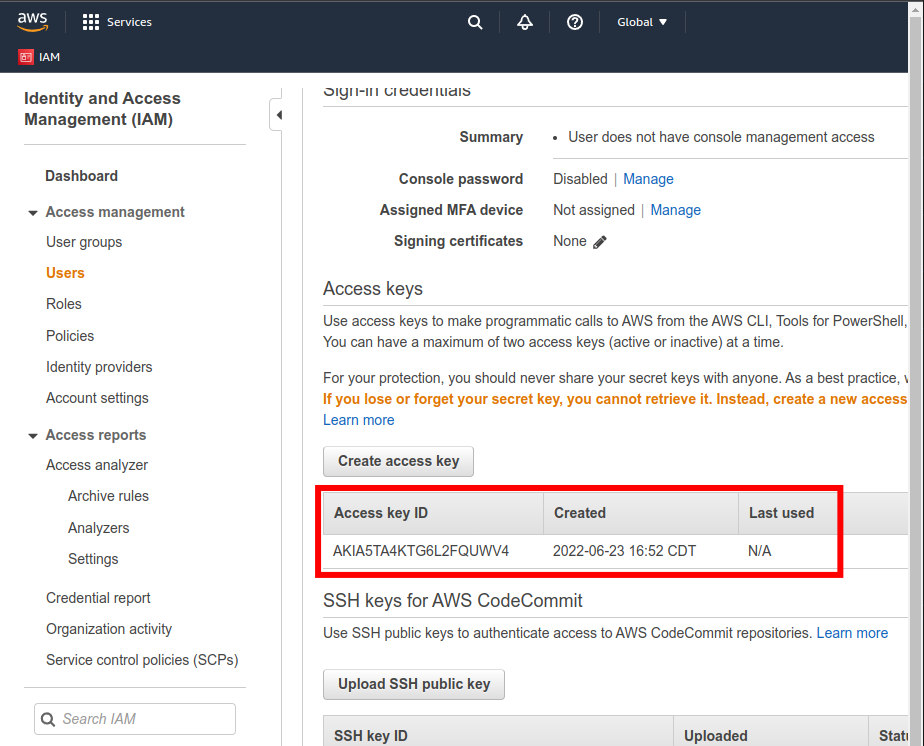 aws
Services
Global
IAM
Identity and Access
Management (IAM)
Dashboard
Access management
User groups
Users
Roles
Policies
Identity providers
Account settings
Access reports
Access analyzer
Archive rules
Analyzers
Settings
Credential report
Organization activity
Service control policies (SCPs)
Search IAM
Sign-in credentials
Summary • User does not have console management access
Console password Disabled | Manage
Assigned MFA device Not assigned | Manage
Signing certificates None
Access keys
Use access keys to make programmatic calls to AWS from the AWS CLI, Tools for PowerShell,
You can have a maximum of two access keys (active or inactive) at a time.
For your protection, you should never share your secret keys with anyone. As a best practice,
If you lose or forget your secret key, you cannot retrieve it. Instead, create a new access
Learn more
Create access key
Access key ID Created Last used
AKIA5TA4KTG6L2FQUWV4 2022-06-23 16:52 CDT N/A
SSH keys for AWS CodeCommit
Use SSH public keys to authenticate access to AWS CodeCommit repositories. Learn more
Upload SSH public key
SSH key ID Uploaded